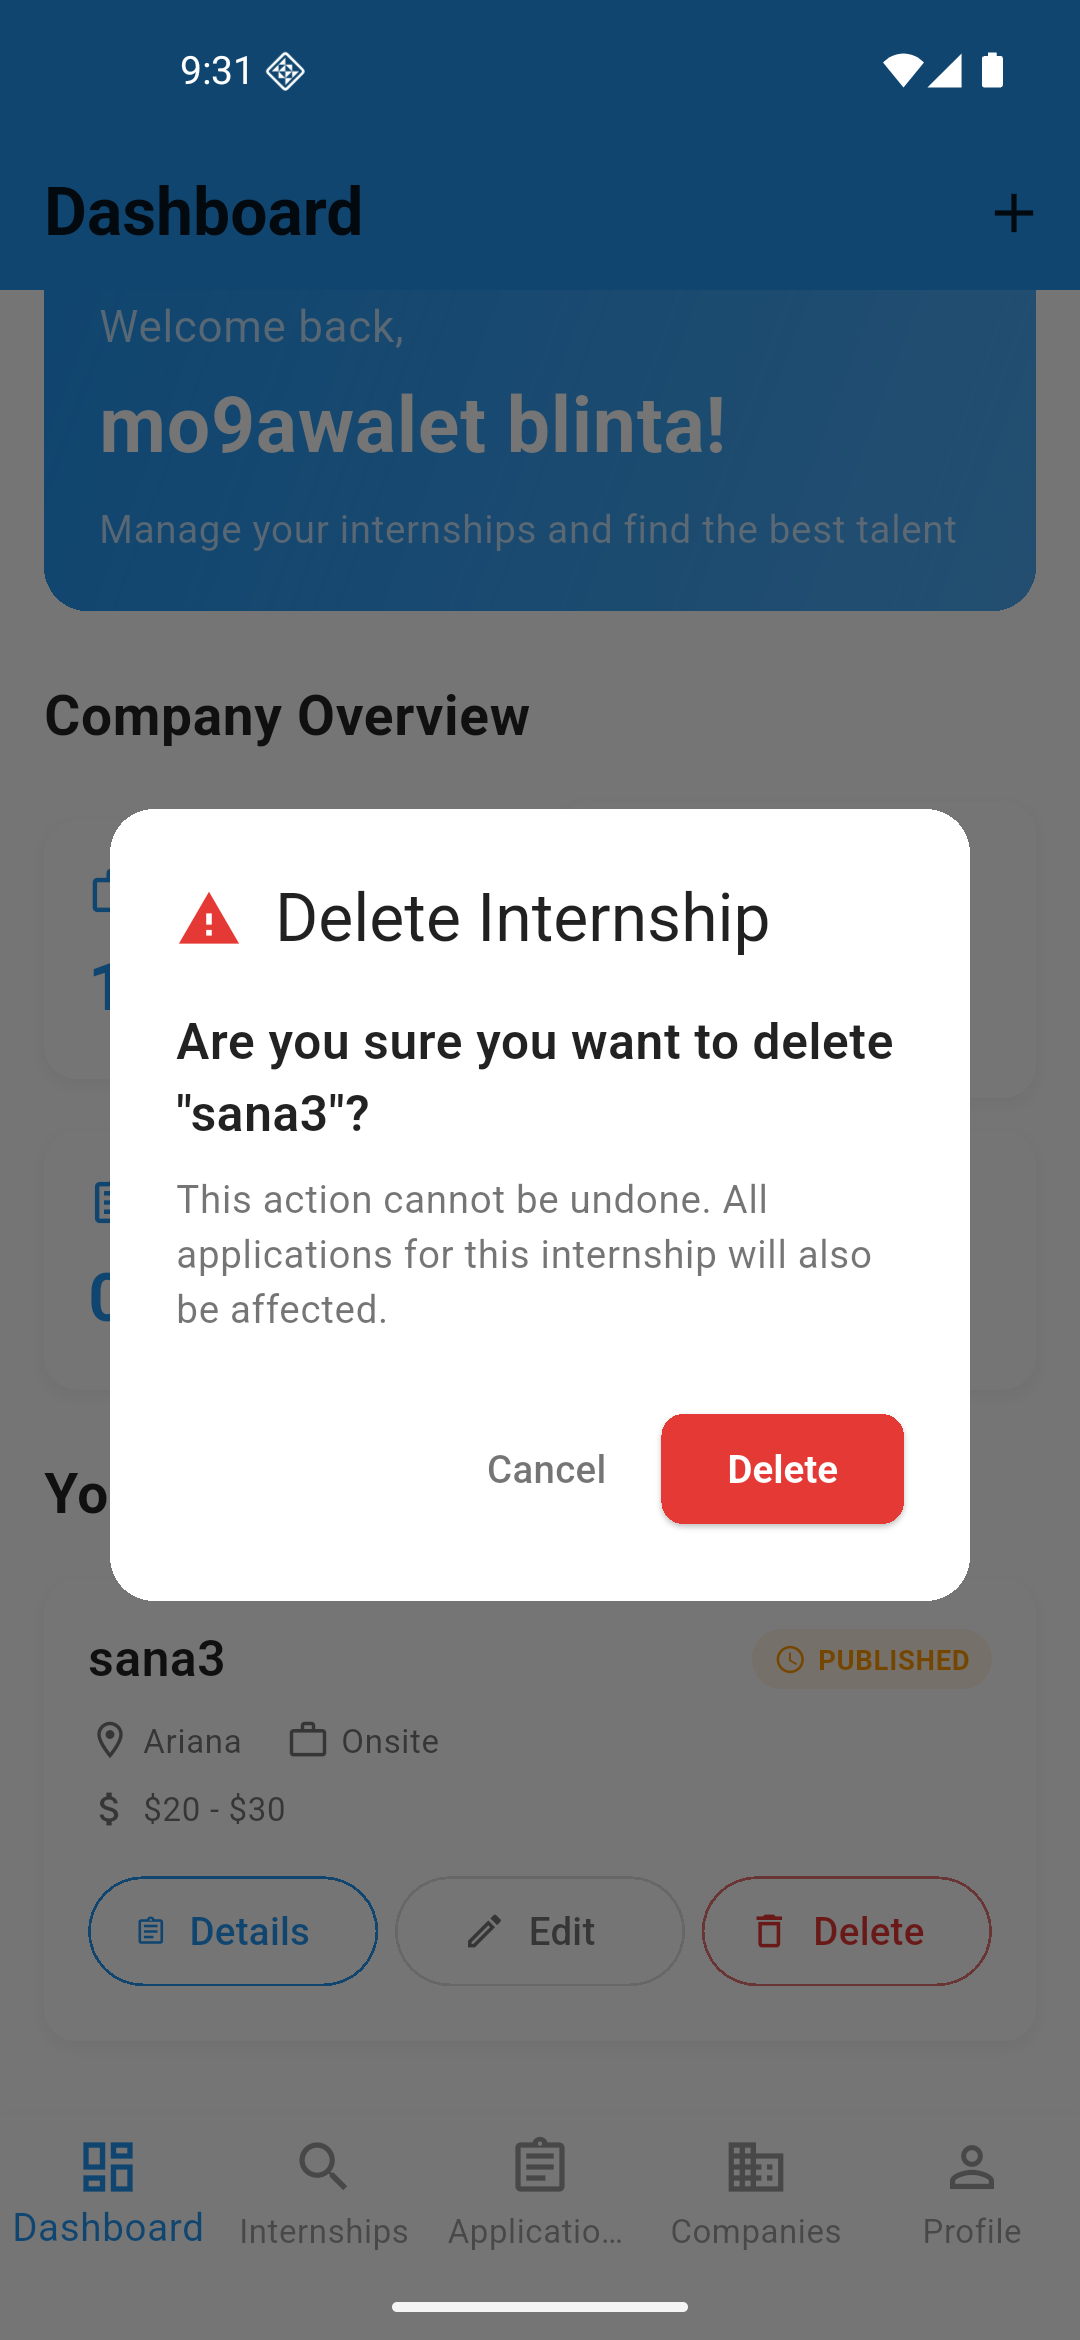 9:31
Dashboard
Welcome back,
mo9awalet blinta!
Manage your internships and find the best talent
Company Overview
Delete Internship
Are you sure you want to delete
"sana3"?
This action cannot be undone. All
applications for this internship will also
be affected.
Cancel
Delete
sana3
PUBLISHED
Ariana
Onsite
$20 - $30
Details
Edit
Delete
Dashboard
Internships
Applicatio...
Companies
Profile